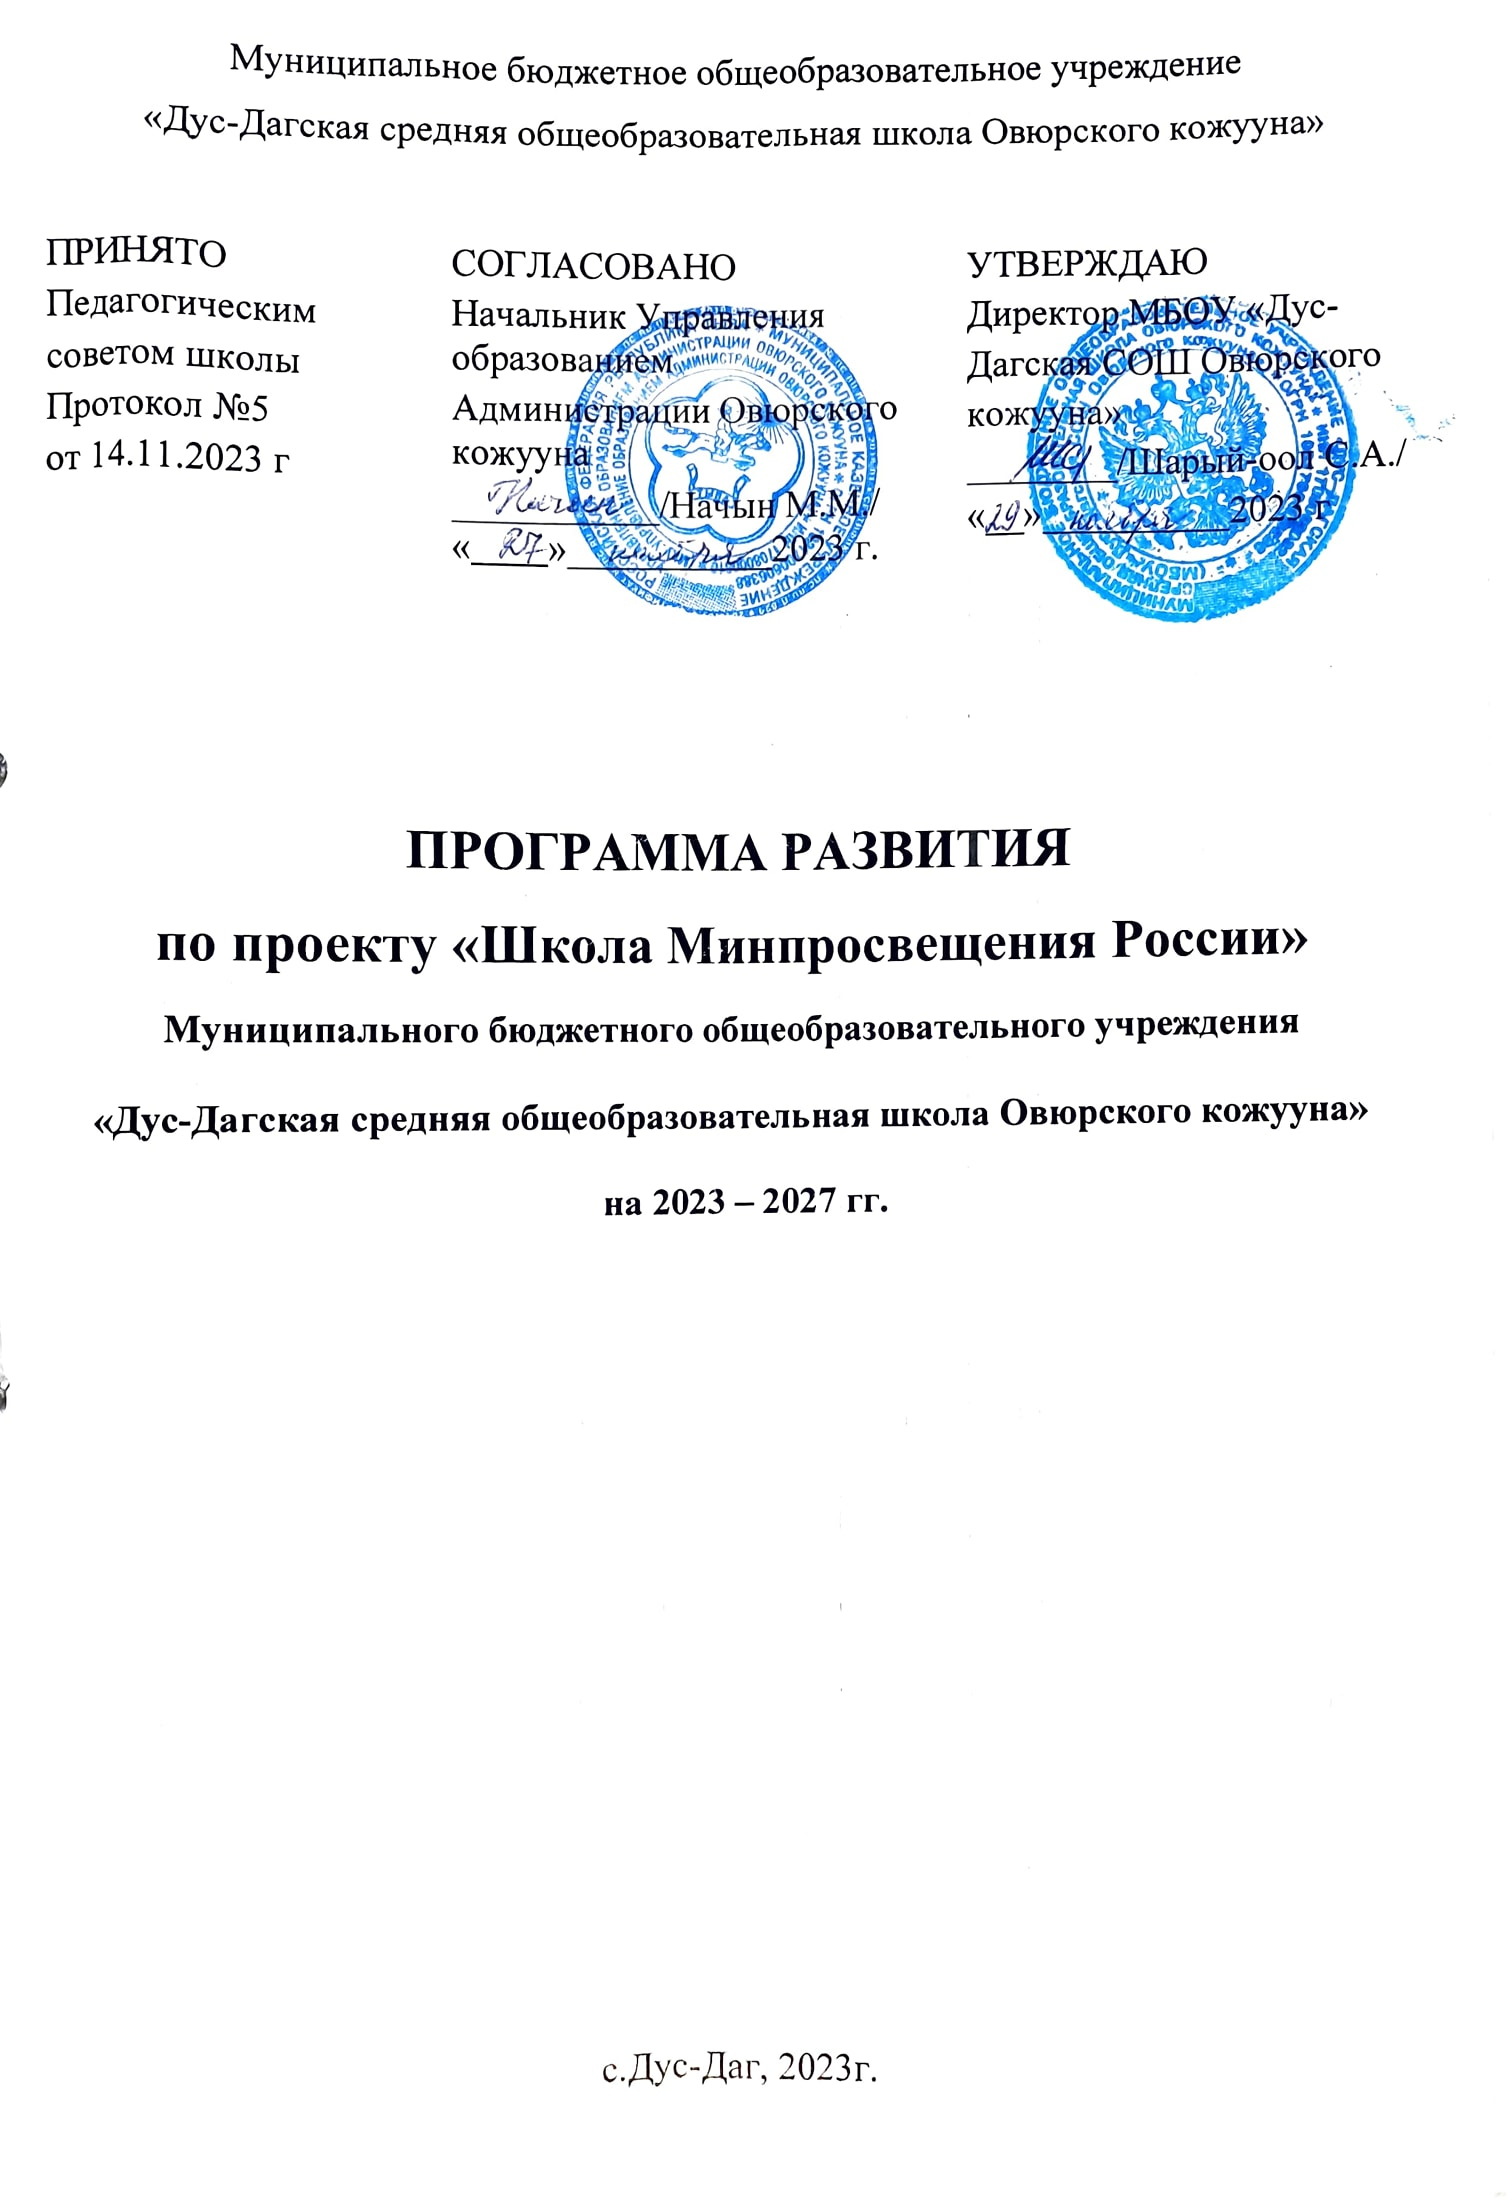 Муниципальное бюджетное общеобразовательное учреждение
«Дус-Дагская средняя общеобразовательная школа Овюрского кожууна»
ПРИНЯТО
Педагогическим
советом школы
Протокол №5
от 14.11.2023 г
СОГЛАСОВАНО
Начальник Управления
образованием
Администрации Овюрского
кожууна
/Начын М.М./
«27» ноября 2023 г.
УТВЕРЖДАЮ
Директор МБОУ «Дус-
Дагская СОШ Овюрского
кожууна»
/Шарый-оол С.А./
«29» ноября 2023 г
ПРОГРАММА РАЗВИТИЯ
по проекту «Школа Минпросвещения России»
Муниципального бюджетного общеобразовательного учреждения
«Дус-Дагская средняя общеобразовательная школа Овюрского кожууна»
на 2023 – 2027 гг.
с.Дус-Даг, 2023г.